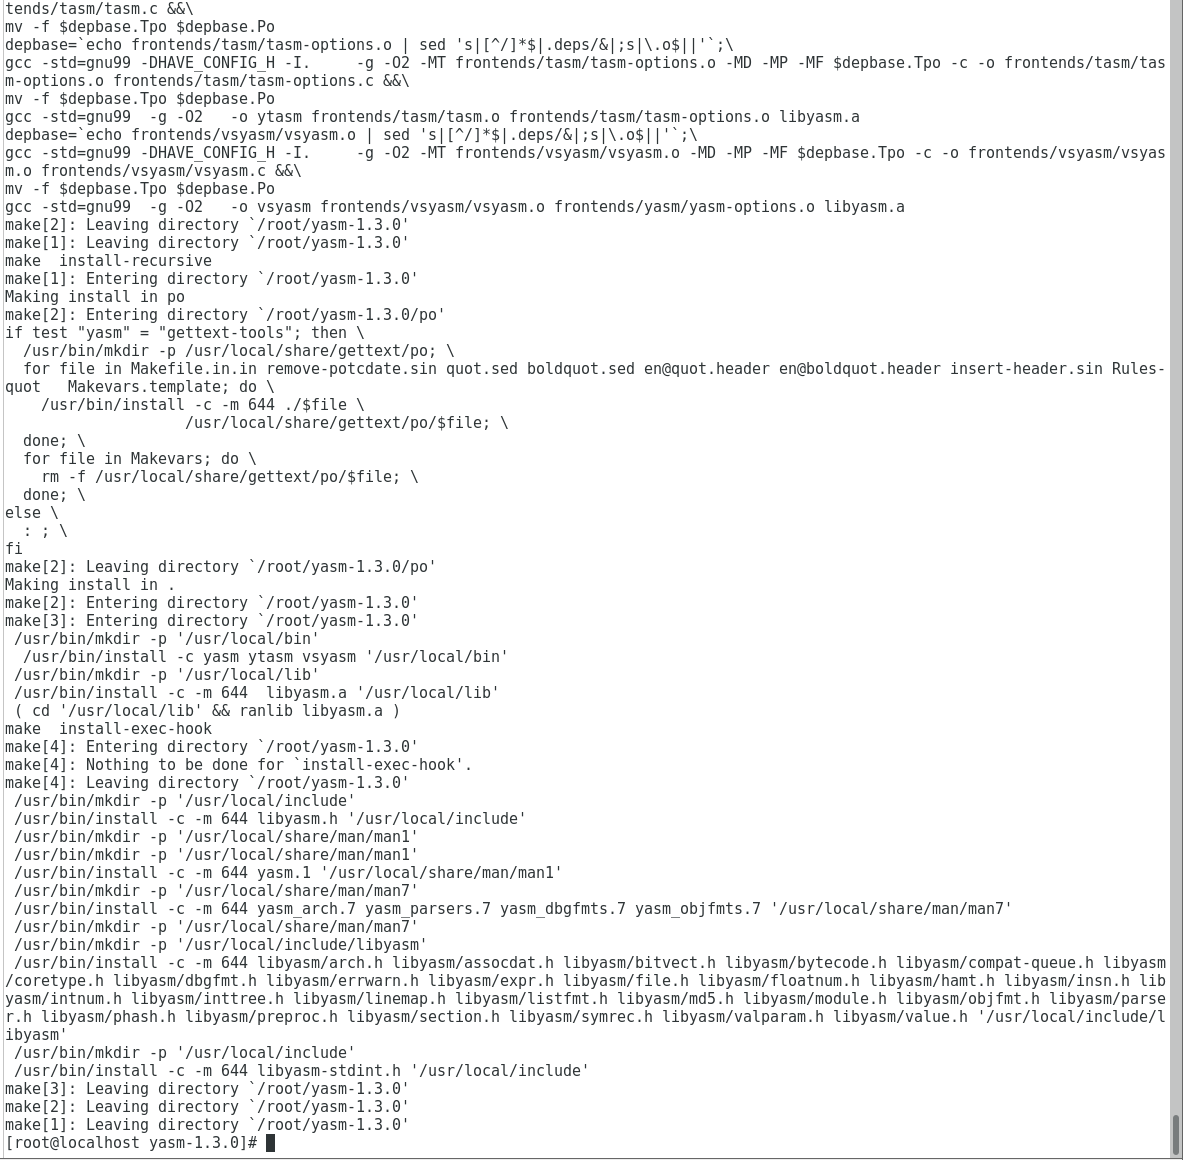 tends/tasm/tasm.c &&\
mv -f $depbase.Tpo $depbase.Po
depbase=`echo frontends/tasm/tasm-options.o | sed 's|[^/]*$|.deps/&|;s|\.o$||'`;\
gcc -std=gnu99 -DHAVE_CONFIG_H -I.     -g -O2 -MT frontends/tasm/tasm-options.o -MD -MP -MF $depbase.Tpo -c -o frontends/tasm/tas
m-options.o frontends/tasm/tasm-options.c &&\
mv -f $depbase.Tpo $depbase.Po
gcc -std=gnu99  -g -O2   -o ytasm frontends/tasm/tasm.o frontends/tasm/tasm-options.o libyasm.a
depbase=`echo frontends/vsyasm/vsyasm.o | sed 's|[^/]*$|.deps/&|;s|\.o$||'`;\
gcc -std=gnu99 -DHAVE_CONFIG_H -I.     -g -O2 -MT frontends/vsyasm/vsyasm.o -MD -MP -MF $depbase.Tpo -c -o frontends/vsyasm/vsyas
m.o frontends/vsyasm/vsyasm.c &&\
mv -f $depbase.Tpo $depbase.Po
gcc -std=gnu99  -g -O2   -o vsyasm frontends/vsyasm/vsyasm.o frontends/yasm/yasm-options.o libyasm.a
make[2]: Leaving directory `/root/yasm-1.3.0'
make[1]: Leaving directory `/root/yasm-1.3.0'
make  install-recursive
make[1]: Entering directory `/root/yasm-1.3.0'
Making install in po
make[2]: Entering directory `/root/yasm-1.3.0/po'
if test "yasm" = "gettext-tools"; then \
  /usr/bin/mkdir -p /usr/local/share/gettext/po; \
  for file in Makefile.in.in remove-potcdate.sin quot.sed boldquot.sed en@quot.header en@boldquot.header insert-header.sin Rules-
quot   Makevars.template; do \
    /usr/bin/install -c -m 644 ./$file \
                    /usr/local/share/gettext/po/$file; \
  done; \
  for file in Makevars; do \
    rm -f /usr/local/share/gettext/po/$file; \
  done; \
else \
  : ; \
fi
make[2]: Leaving directory `/root/yasm-1.3.0/po'
Making install in .
make[2]: Entering directory `/root/yasm-1.3.0'
make[3]: Entering directory `/root/yasm-1.3.0'
 /usr/bin/mkdir -p '/usr/local/bin'
  /usr/bin/install -c yasm ytasm vsyasm '/usr/local/bin'
 /usr/bin/mkdir -p '/usr/local/lib'
 /usr/bin/install -c -m 644  libyasm.a '/usr/local/lib'
 ( cd '/usr/local/lib' && ranlib libyasm.a )
make  install-exec-hook
make[4]: Entering directory `/root/yasm-1.3.0'
make[4]: Nothing to be done for `install-exec-hook'.
make[4]: Leaving directory `/root/yasm-1.3.0'
 /usr/bin/mkdir -p '/usr/local/include'
 /usr/bin/install -c -m 644 libyasm.h '/usr/local/include'
 /usr/bin/mkdir -p '/usr/local/share/man/man1'
 /usr/bin/mkdir -p '/usr/local/share/man/man1'
 /usr/bin/install -c -m 644 yasm.1 '/usr/local/share/man/man1'
 /usr/bin/mkdir -p '/usr/local/share/man/man7'
 /usr/bin/install -c -m 644 yasm_arch.7 yasm_parsers.7 yasm_dbgfmts.7 yasm_objfmts.7 '/usr/local/share/man/man7'
 /usr/bin/mkdir -p '/usr/local/share/man/man7'
 /usr/bin/mkdir -p '/usr/local/include/libyasm'
 /usr/bin/install -c -m 644 libyasm/arch.h libyasm/assocdat.h libyasm/bitvect.h libyasm/bytecode.h libyasm/compat-queue.h libyasm
/coretype.h libyasm/dbgfmt.h libyasm/errwarn.h libyasm/expr.h libyasm/file.h libyasm/floatnum.h libyasm/hamt.h libyasm/insn.h lib
yasm/intnum.h libyasm/inttree.h libyasm/linemap.h libyasm/listfmt.h libyasm/md5.h libyasm/module.h libyasm/objfmt.h libyasm/parse
r.h libyasm/phash.h libyasm/preproc.h libyasm/section.h libyasm/symrec.h libyasm/valparam.h libyasm/value.h '/usr/local/include/l
ibyasm'
 /usr/bin/mkdir -p '/usr/local/include'
 /usr/bin/install -c -m 644 libyasm-stdint.h '/usr/local/include'
make[3]: Leaving directory `/root/yasm-1.3.0'
make[2]: Leaving directory `/root/yasm-1.3.0'
make[1]: Leaving directory `/root/yasm-1.3.0'
[root@localhost yasm-1.3.0]#